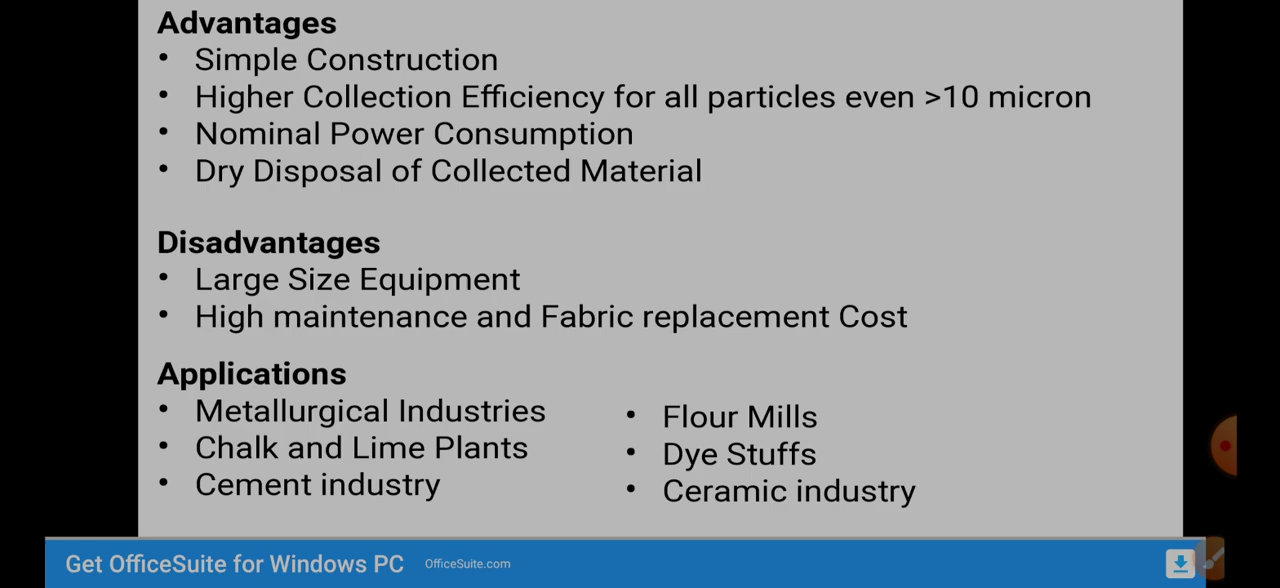 Advantages
• Simple Construction
• Higher Collection Efficiency for all particles even >10 micron
• Nominal Power Consumption
• Dry Disposal of Collected Material
Disadvantages
• Large Size Equipment
• High maintenance and Fabric replacement Cost
Applications
• Metallurgical Industries
• Chalk and Lime Plants
• Cement industry
• Flour Mills
• Dye Stuffs
• Ceramic industry
Get OfficeSuite for Windows PC OfficeSuite.com